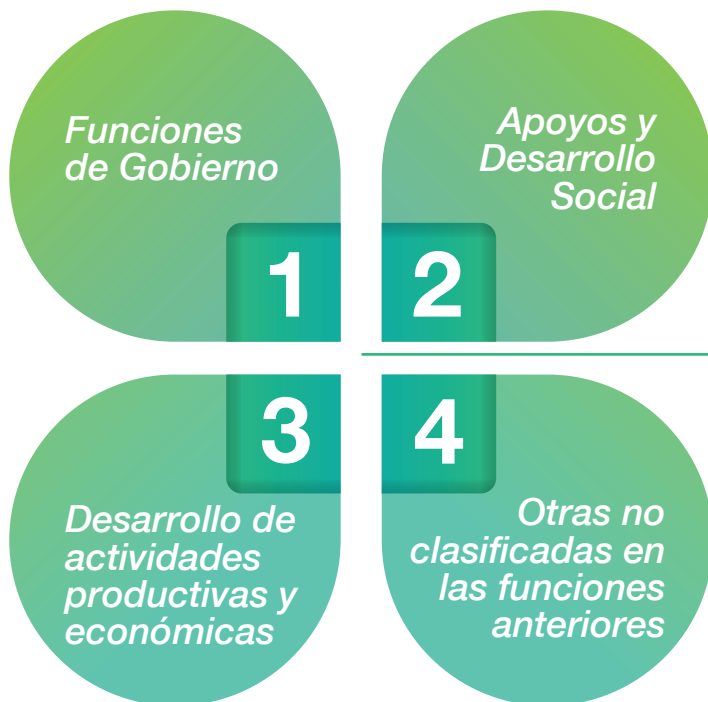 Funciones
de Gobierno
1
Apoyos y
Desarrollo
Social
2
3
Desarrollo de
actividades
productivas y
económicas
4
Otras no
clasificadas en
las funciones
anteriores